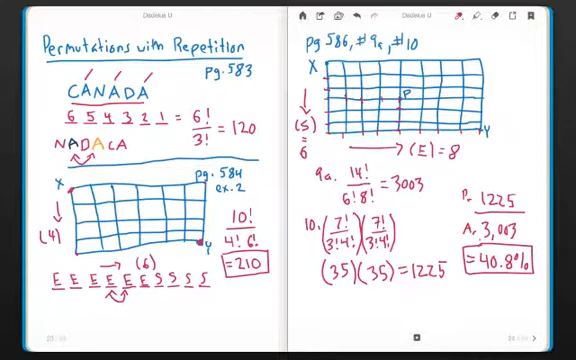 Discletus U
Discletus U
Permutations with Repetition
pg. 583
CANADA
6 5 4 3 2 1 = 6!/3! = 120
NADACA
pg. 584
ex. 2
X
(4)
Y
10!/4! 6!
= 210
→ (6)
E E E E E E S S S S
pg 586, #9a, #10
X
P
(S)
=
6
Y
→ (E) = 8
9a. 14!/6! 8! = 3003
10. (7!/3! 4!) (7!/3! 4!)
(35)(35) = 1225
P. 1225
A. 3,003
= 40.8%